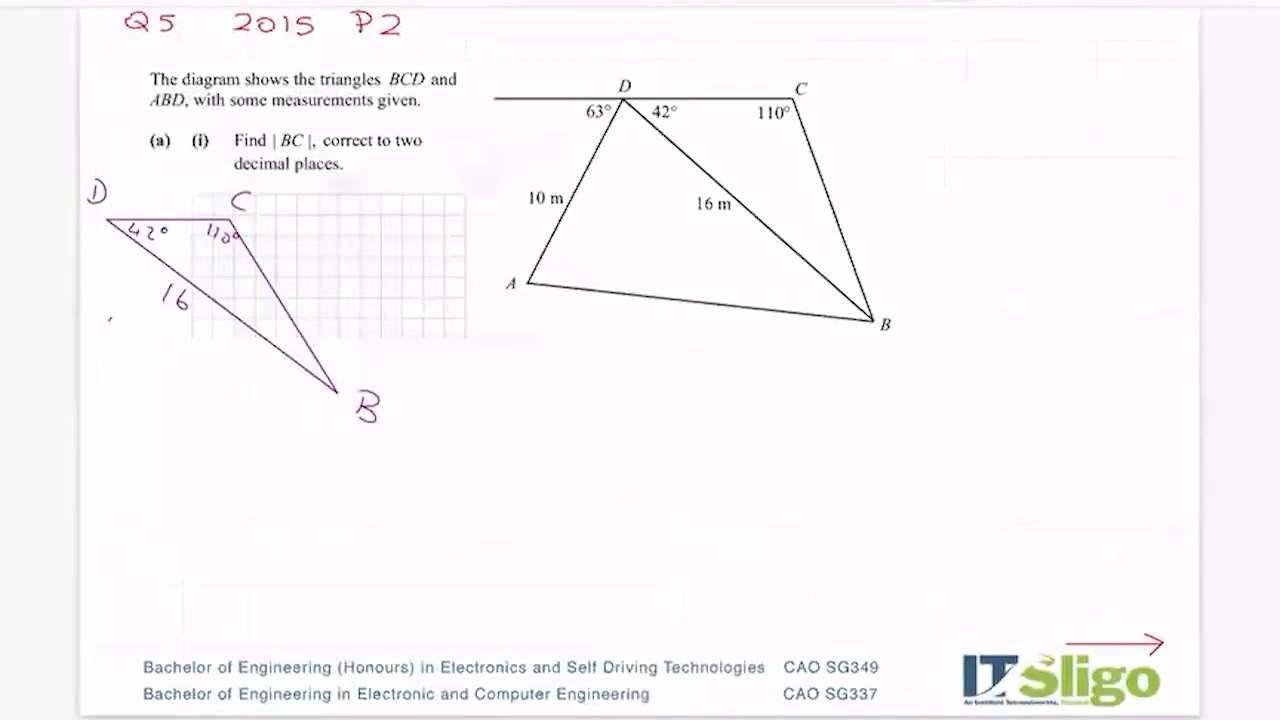 Q5 2015 P2
The diagram shows the triangles BCD and
ABD, with some measurements given.
(a) (i) Find | BC |, correct to two
decimal places.
D
C
42°
110°
16
B
D
C
63°
42°
110°
10 m
16 m
A
B
Bachelor of Engineering (Honours) in Electronics and Self Driving Technologies CAO SG349
Bachelor of Engineering in Electronic and Computer Engineering CAO SG337
IT Sligo